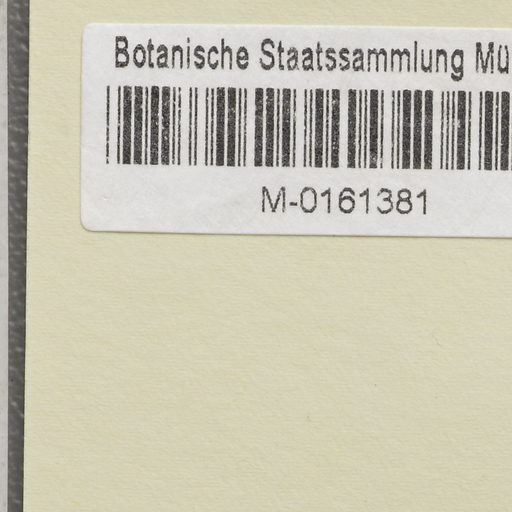 Botanische Staatssammlung Mü
M-0161381